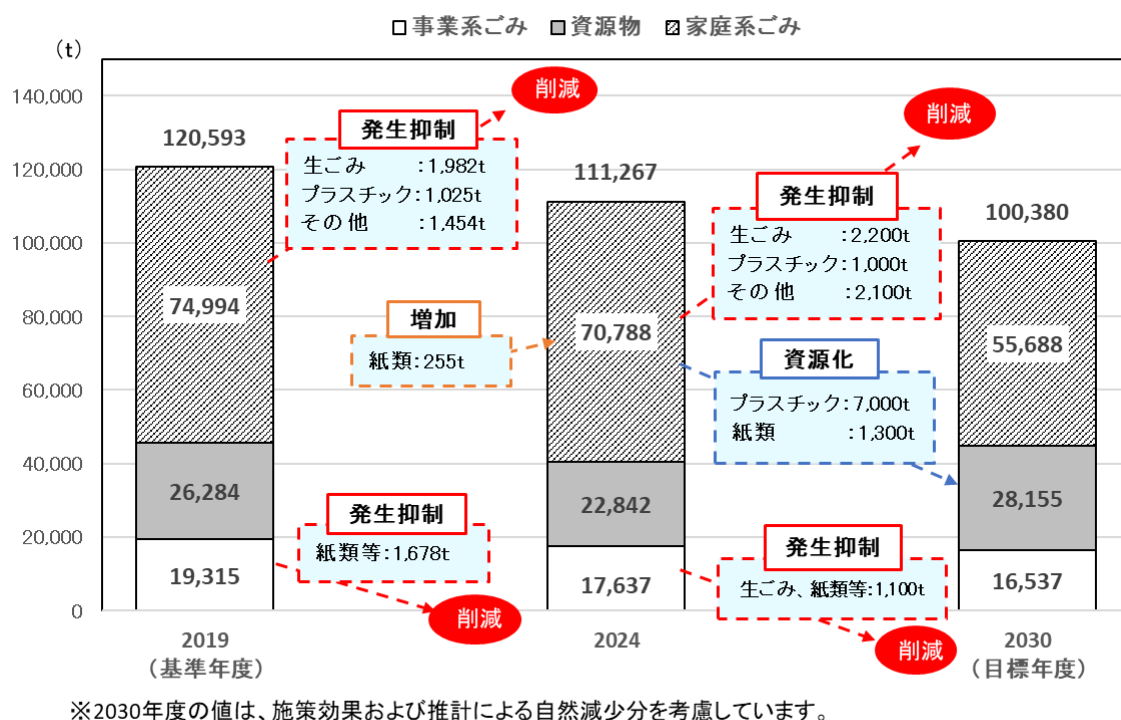 □事業系ごみ ■資源物 ▨家庭系ごみ
(t)
140,000
120,000
100,000
80,000
60,000
40,000
20,000
0
120,593
74,994
26,284
19,315
2019
(基準年度)
発生抑制
生ごみ :1,982t
プラスチック:1,025t
その他 :1,454t
削減
増加
紙類:255t
発生抑制
紙類等:1,678t
削減
111,267
70,788
22,842
17,637
2024
発生抑制
生ごみ :2,200t
プラスチック:1,000t
その他 :2,100t
削減
資源化
プラスチック:7,000t
紙類 :1,300t
発生抑制
生ごみ、紙類等:1,100t
削減
100,380
55,688
28,155
16,537
2030
(目標年度)
※2030年度の値は、施策効果および推計による自然減少分を考慮しています。